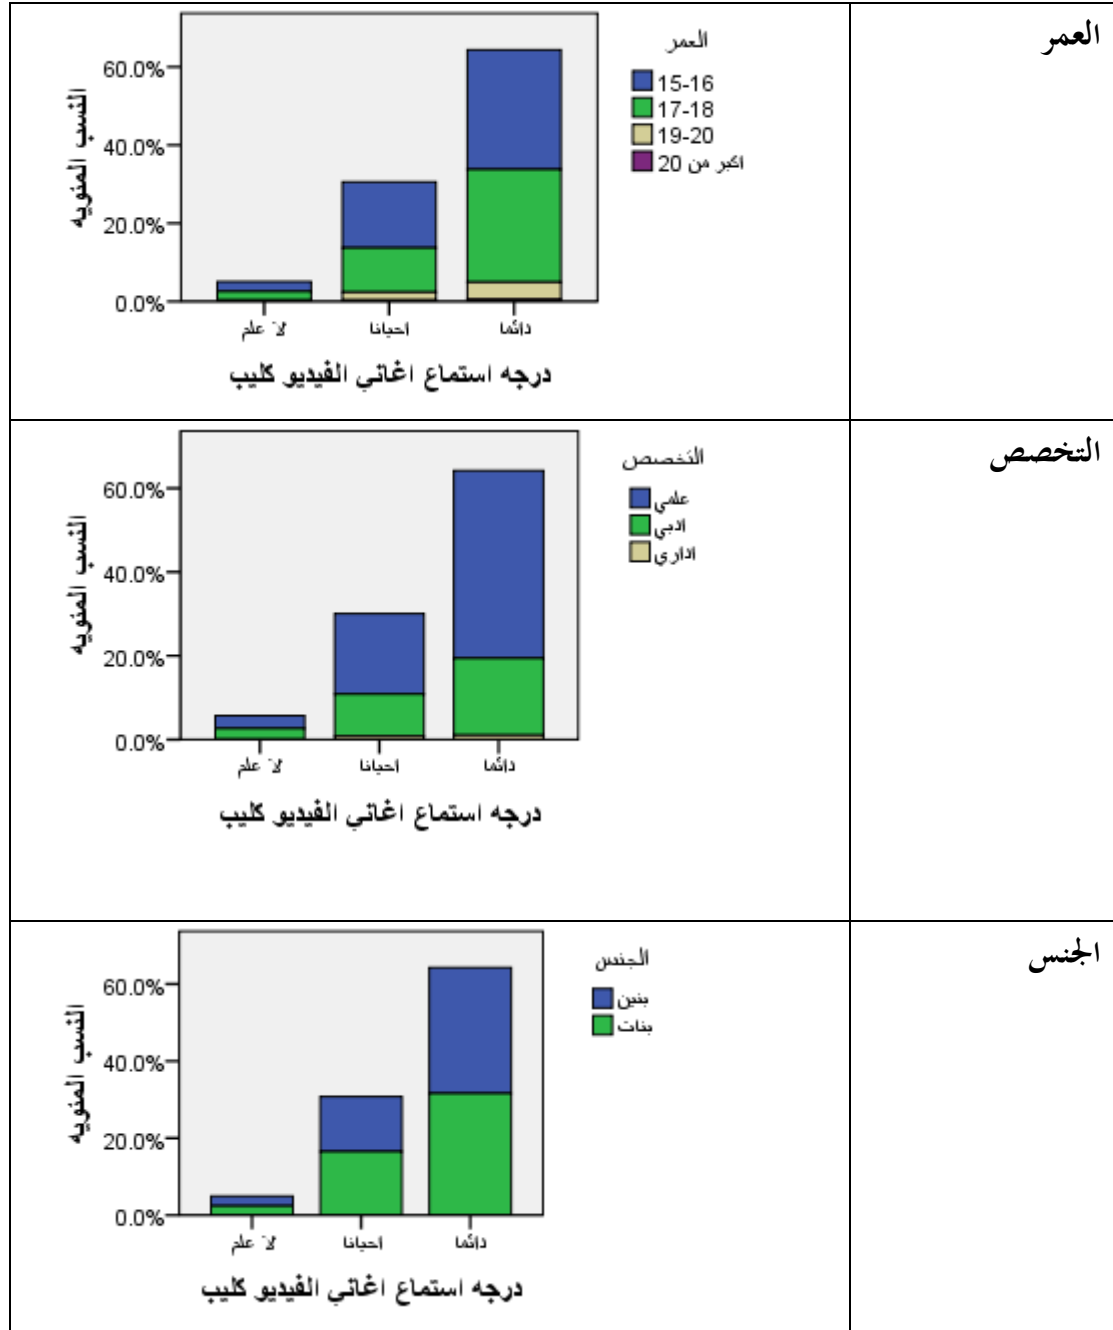 العمر
العمر
15-16
17-18
19-20
اكبر من 20
60.0%
40.0%
20.0%
0.0%
النسب المئويه
لا علم
احيانا
دائما
درجه استماع اغاني الفيديو كليب
التخصص
التخصص
علمي
ادبي
اداري
60.0%
40.0%
20.0%
0.0%
النسب المئويه
لا علم
احيانا
دائما
درجه استماع اغاني الفيديو كليب
الجنس
الجنس
بنين
بنات
60.0%
40.0%
20.0%
0.0%
النسب المئويه
لا علم
احيانا
دائما
درجه استماع اغاني الفيديو كليب